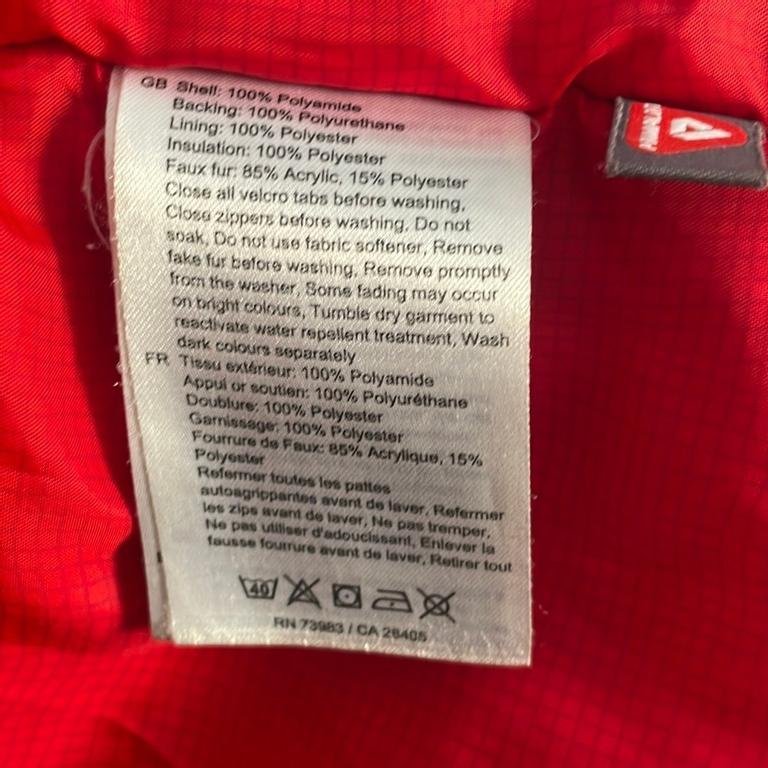 GB Shell: 100% Polyamide
Backing: 100% Polyurethane
Lining: 100% Polyester
Insulation: 100% Polyester
Faux fur: 85% Acrylic, 15% Polyester
Close all velcro tabs before washing,
Close zippers before washing, Do not
soak, Do not use fabric softener, Remove
fake fur before washing, Remove promptly
from the washer, Some fading may occur
on bright colours, Tumble dry garment to
reactivate water repellent treatment, Wash
dark colours separately
FR Tissu extérieur: 100% Polyamide
Appui or soutien: 100% Polyuréthane
Doublure: 100% Polyester
Garnissage: 100% Polyester
Fourrure de Faux: 85% Acrylique, 15%
Polyester
Refermer toutes les pattes
autoagrippantes avant de laver, Refermer
les zips avant de laver, Ne pas tremper,
Ne pas utiliser d'adoucissant, Enlever la
fausse fourrure avant de laver, Retirer tout
40
RN 73983 / CA 26405